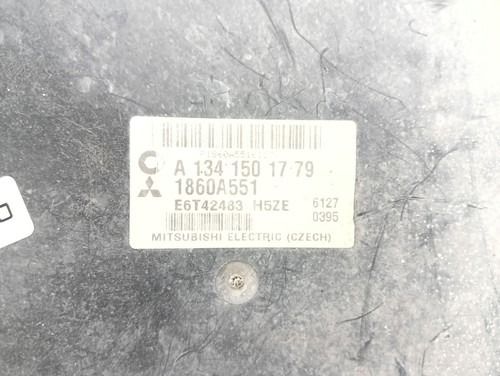 A 134 150 17 79
1860A551
E6T42483 H5ZE 6127
0395
MITSUBISHI ELECTRIC (CZECH)